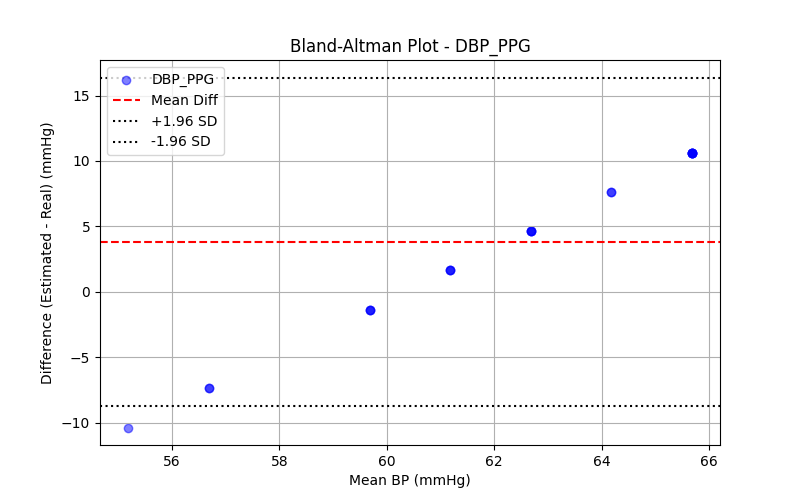 Bland-Altman Plot - DBP_PPG
DBP_PPG
Mean Diff
+1.96 SD
-1.96 SD
15
10
5
0
−5
−10
Difference (Estimated - Real) (mmHg)
56
58
60
62
64
66
Mean BP (mmHg)